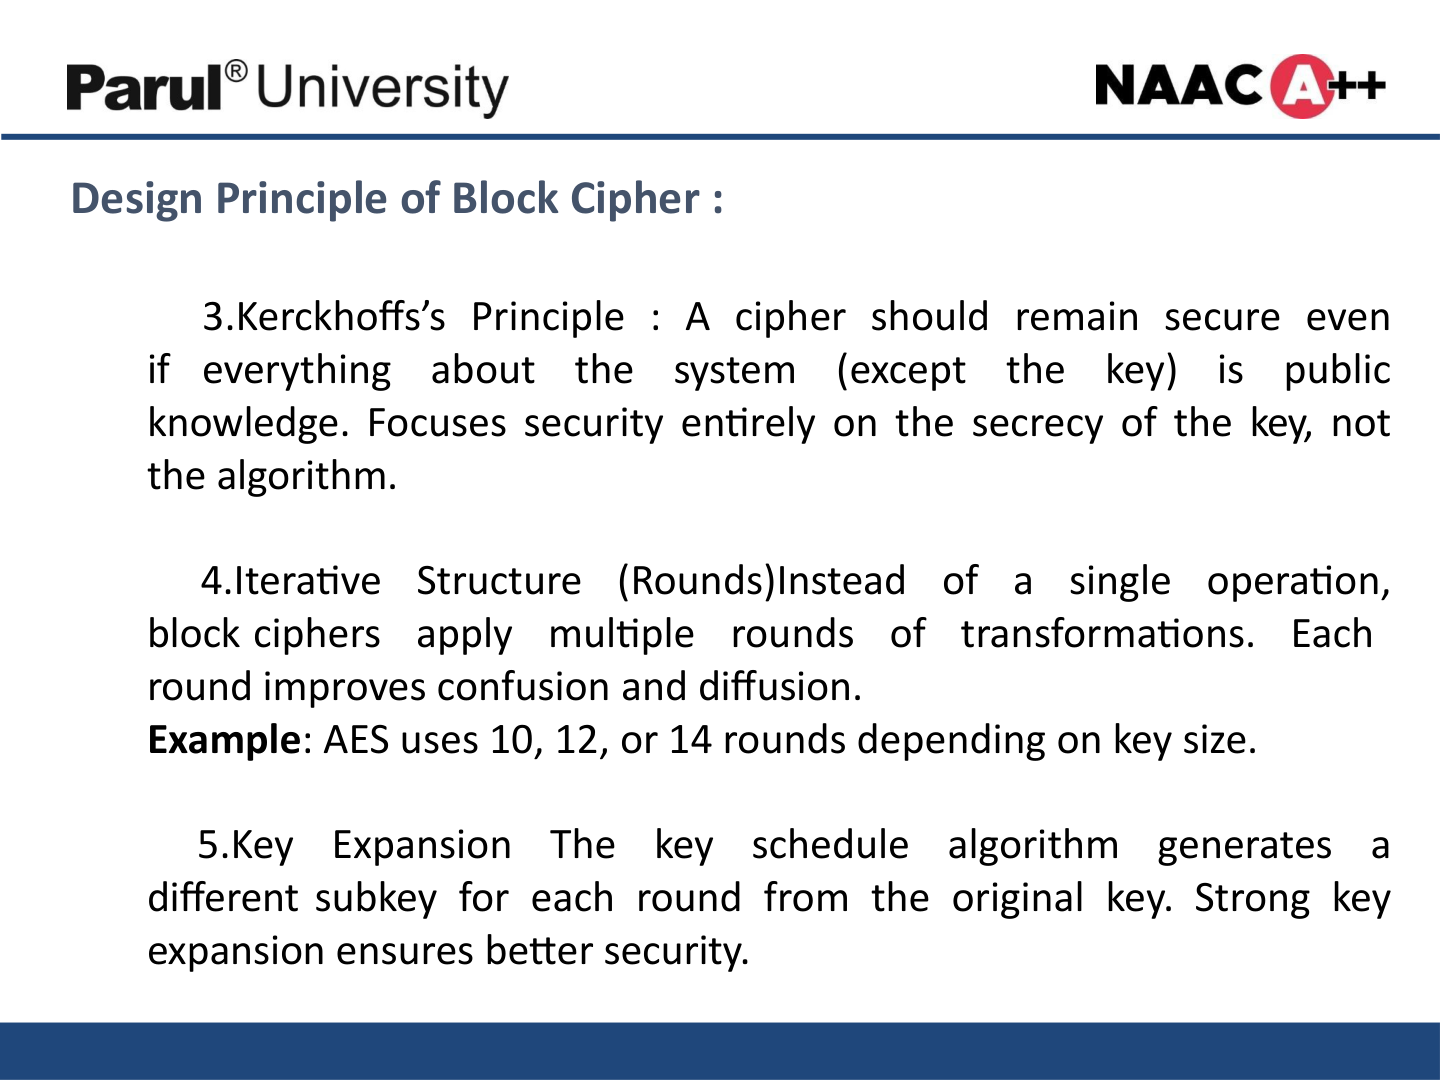 Parul® University
NAAC A++
Design Principle of Block Cipher :
3.Kerckhoffs’s Principle : A cipher should remain secure even
if everything about the system (except the key) is public
knowledge. Focuses security entirely on the secrecy of the key, not
the algorithm.
4.Iterative Structure (Rounds)Instead of a single operation,
block ciphers apply multiple rounds of transformations. Each
round improves confusion and diffusion.
Example: AES uses 10, 12, or 14 rounds depending on key size.
5.Key Expansion The key schedule algorithm generates a
different subkey for each round from the original key. Strong key
expansion ensures better security.